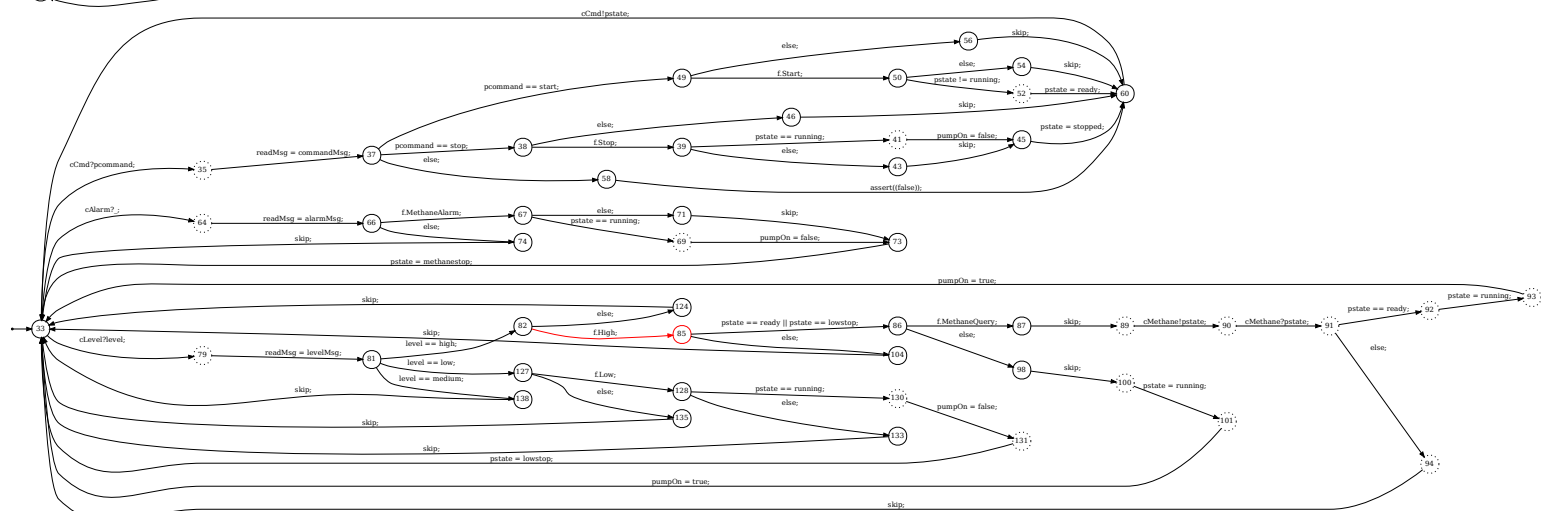 cCmd!pstate;
56
skip;
else;
54
skip;
else;
49
f.Start;
50
pstate != running;
52
pstate = ready;
60
pcommand == start;
46
skip;
else;
pstate = stopped;
pstate == running;
41
pumpOn = false;
45
38
f.Stop;
39
skip;
pcommand == stop;
else;
readMsg = commandMsg;
37
else;
43
cCmd?pcommand;
35
58
assert((false));
cAlarm?_;
64
readMsg = alarmMsg;
66
f.MethaneAlarm;
67
else;
71
skip;
else;
pstate == running;
skip;
74
69
pumpOn = false;
73
pstate = methanestop;
pumpOn = true;
93
pstate = running;
92
pstate == ready;
skip;
124
33
82
else;
f.High;
85
pstate == ready || pstate == lowstop;
86
f.MethaneQuery;
87
skip;
89
cMethane!pstate;
90
cMethane?pstate;
91
skip;
else;
else;
level == high;
cLevel?level;
79
readMsg = levelMsg;
81
104
else;
level == low;
127
f.Low;
98
skip;
100
pstate = running;
level == medium;
skip;
138
else;
128
pstate == running;
130
pumpOn = false;
else;
135
skip;
101
133
131
skip;
pstate = lowstop;
94
pumpOn = true;
skip;